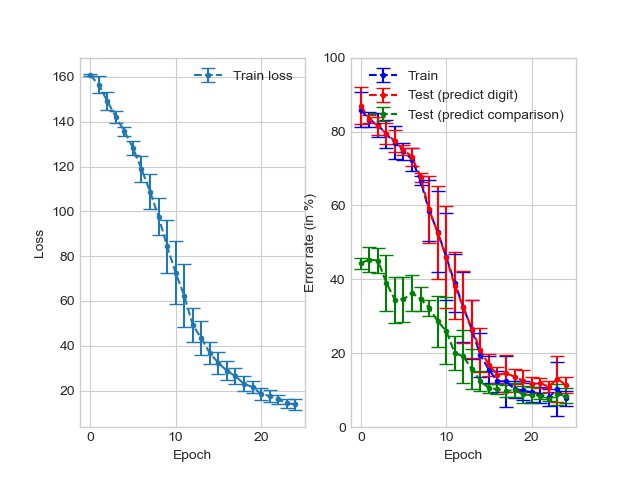 Train loss
160
140
120
100
80
60
40
20
0
10
20
Loss
Epoch
Train
Test (predict digit)
Test (predict comparison)
100
80
60
40
20
0
0
10
20
Error rate (in %)
Epoch